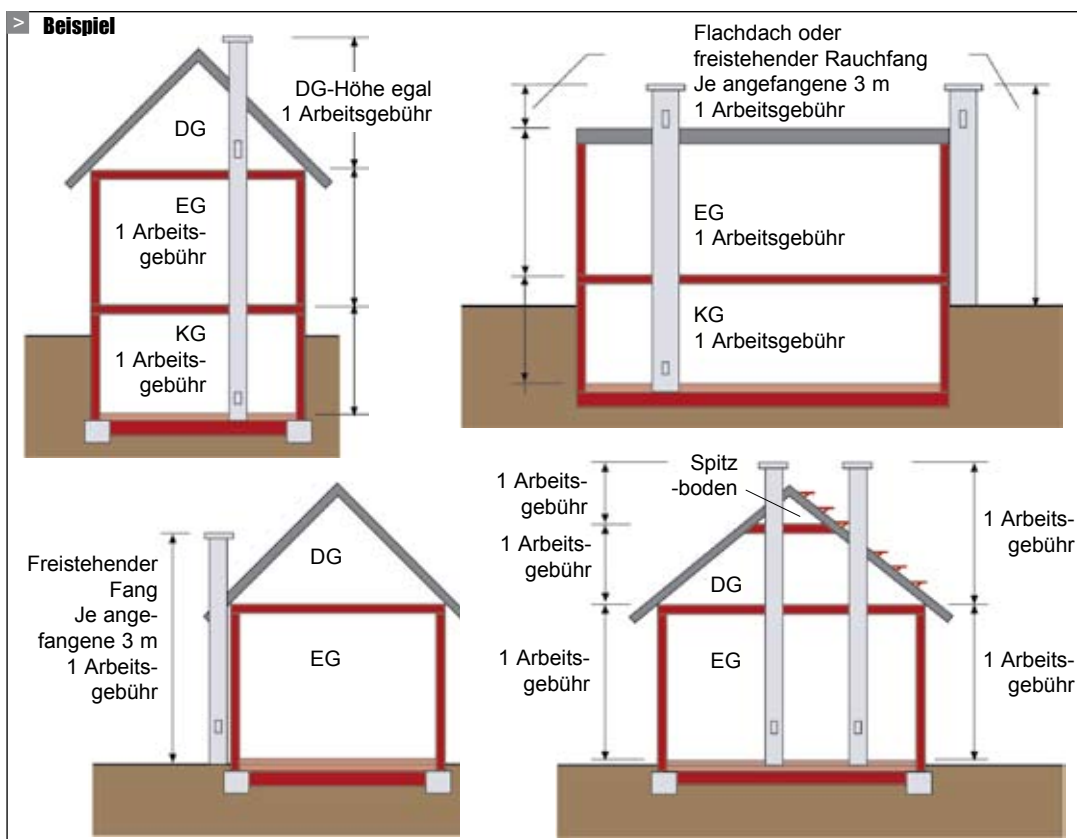 > Beispiel
DG-Höhe egal
1 Arbeitsgebühr
DG
EG
1 Arbeits-
gebühr
KG
1 Arbeits-
gebühr
Flachdach oder
freistehender Rauchfang
Je angefangene 3 m
1 Arbeitsgebühr
EG
1 Arbeitsgebühr
KG
1 Arbeitsgebühr
Freistehender
Fang
Je ange-
fangene 3 m
1 Arbeits-
gebühr
DG
EG
1 Arbeits-
gebühr
1 Arbeits-
gebühr
1 Arbeits-
gebühr
Spitz
-boden
DG
EG
1 Arbeits-
gebühr
1 Arbeits-
gebühr